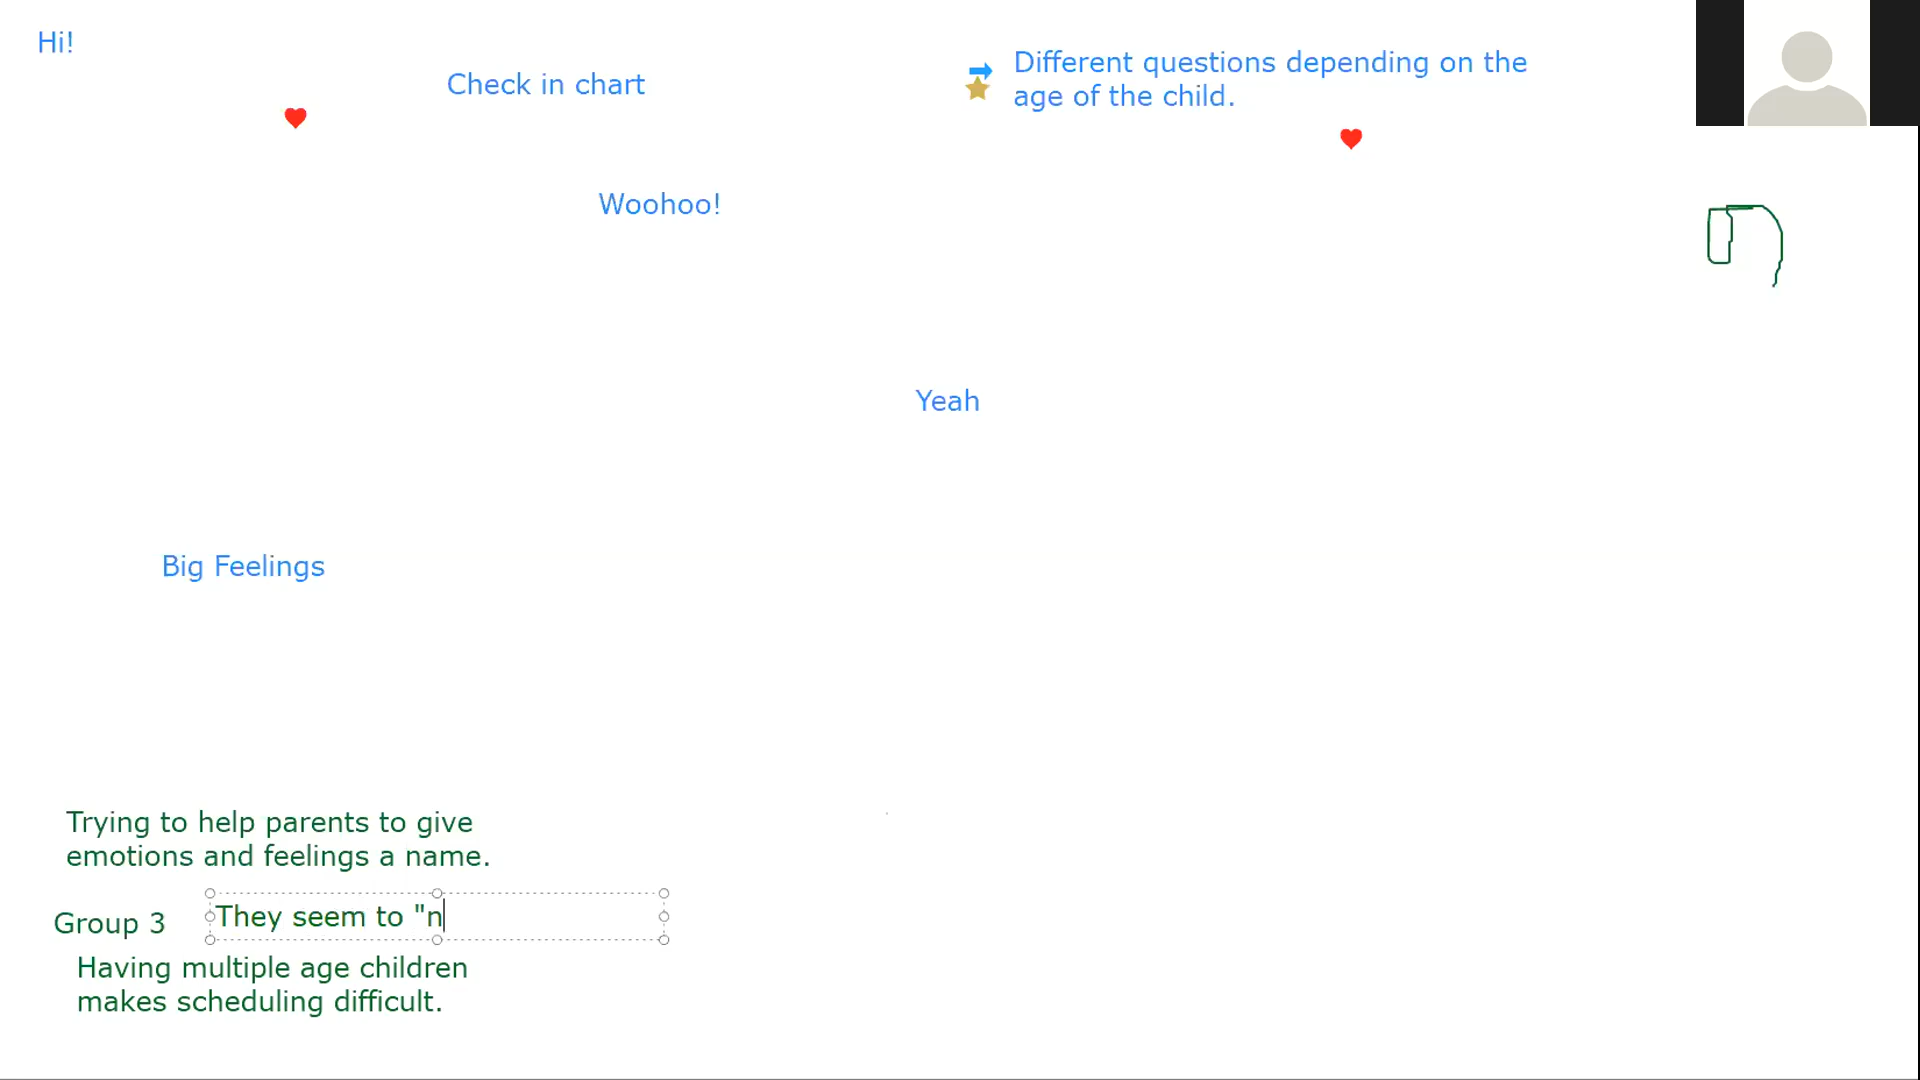 Hi!
Check in chart
Different questions depending on the
age of the child.
Woohoo!
Yeah
Big Feelings
Trying to help parents to give
emotions and feelings a name.
Group 3
They seem to "n
Having multiple age children
makes scheduling difficult.